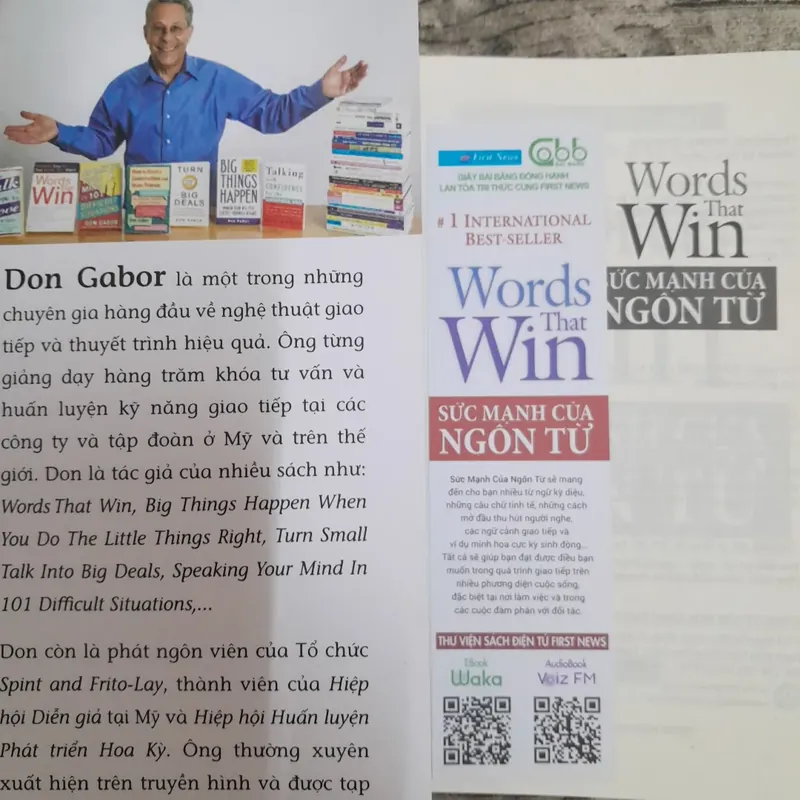 Words
That
Win
TURN
BIG
DEALS
BIG
THINGS
HAPPEN
Talking
Don Gabor là một trong những
chuyên gia hàng đầu về nghệ thuật giao
tiếp và thuyết trình hiệu quả. Ông từng
giảng dạy hàng trăm khóa tư vấn và
huấn luyện kỹ năng giao tiếp tại các
công ty và tập đoàn ở Mỹ và trên thế
giới. Don là tác giả của nhiều sách như:
Words That Win, Big Things Happen When
You Do The Little Things Right, Turn Small
Talk Into Big Deals, Speaking Your Mind In
101 Difficult Situations,...
Don còn là phát ngôn viên của Tổ chức
Spint and Frito-Lay, thành viên của Hiệp
hội Diễn giả tại Mỹ và Hiệp hội Huấn luyện
Phát triển Hoa Kỳ. Ông thường xuyên
xuất hiện trên truyền hình và được tạp
First News
Cobb
GIẤY BÃI BẰNG ĐỒNG HÀNH
LAN TỎA TRI THỨC CÙNG FIRST NEWS
# 1 INTERNATIONAL
BEST-SELLER
Words
That
Win
SỨC MẠNH CỦA
NGÔN TỪ
Sức Mạnh Của Ngôn Từ sẽ mang
đến cho bạn nhiều từ ngữ kỳ diệu,
những câu chữ tinh tế, những cách
mở đầu thu hút người nghe,
các ngữ cảnh giao tiếp và
ví dụ minh họa cực kỳ sinh động...
Tất cả sẽ giúp bạn đạt được điều bạn
muốn trong quá trình giao tiếp trên
nhiều phương diện cuộc sống,
đặc biệt tại nơi làm việc và trong
các cuộc đàm phán với đối tác.
THƯ VIỆN SÁCH ĐIỆN TỬ FIRST NEWS
EBook
Waka
AudioBook
Voiz FM
Words
That
Win
SỨC MẠNH CỦA
NGÔN TỪ